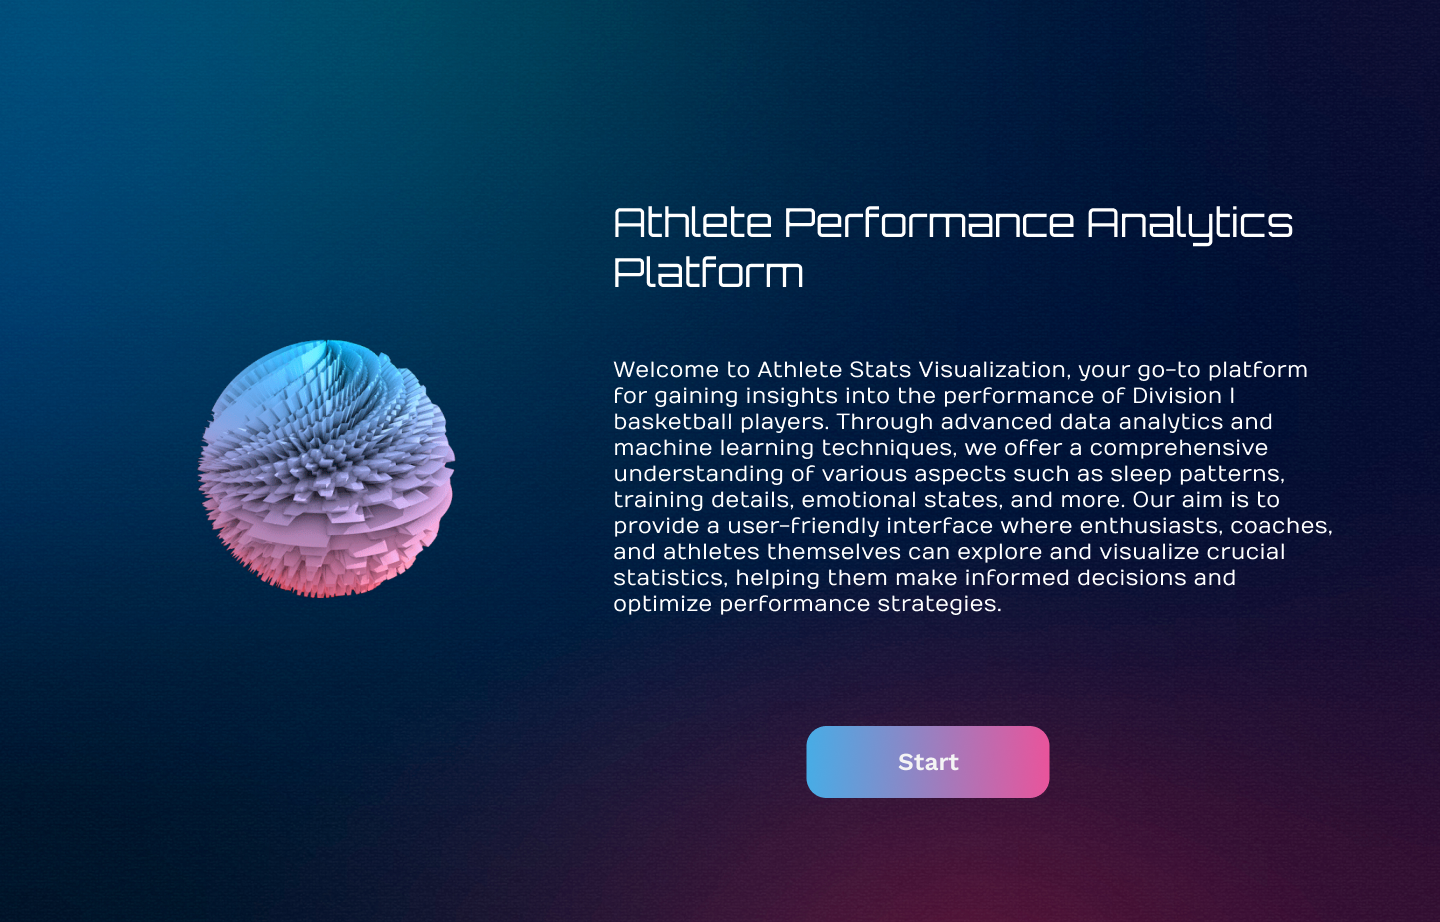 Athlete Performance Analytics
Platform
Welcome to Athlete Stats Visualization, your go-to platform
for gaining insights into the performance of Division I
basketball players. Through advanced data analytics and
machine learning techniques, we offer a comprehensive
understanding of various aspects such as sleep patterns,
training details, emotional states, and more. Our aim is to
provide a user-friendly interface where enthusiasts, coaches,
and athletes themselves can explore and visualize crucial
statistics, helping them make informed decisions and
optimize performance strategies.
Start